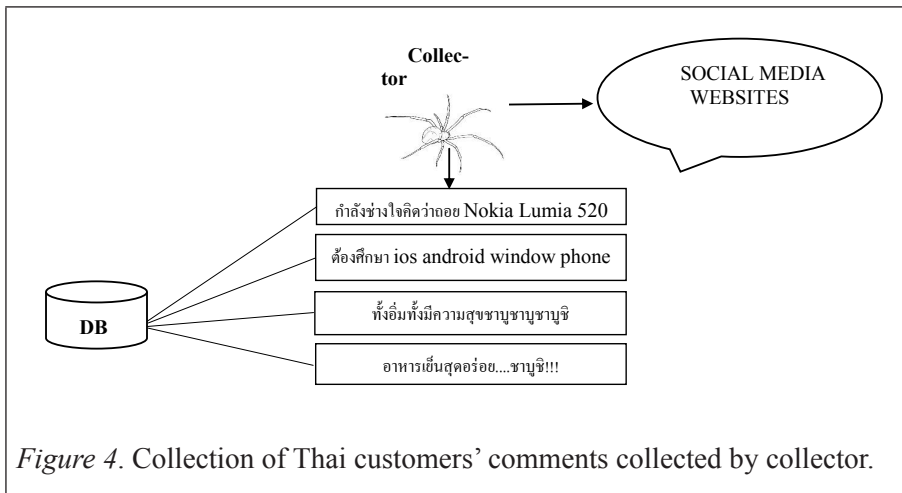 Collec-
tor
SOCIAL MEDIA
WEBSITES
กำลังช่างใจคิดว่าถอย Nokia Lumia 520
ต้องศึกษา ios android window phone
ทั้งอิ่มทั้งมีความสุขชาบูชาบูชาบูชิ
DB
อาหารเย็นสุดอร่อย....ชาบูชิ!!!
Figure 4. Collection of Thai customers’ comments collected by collector.